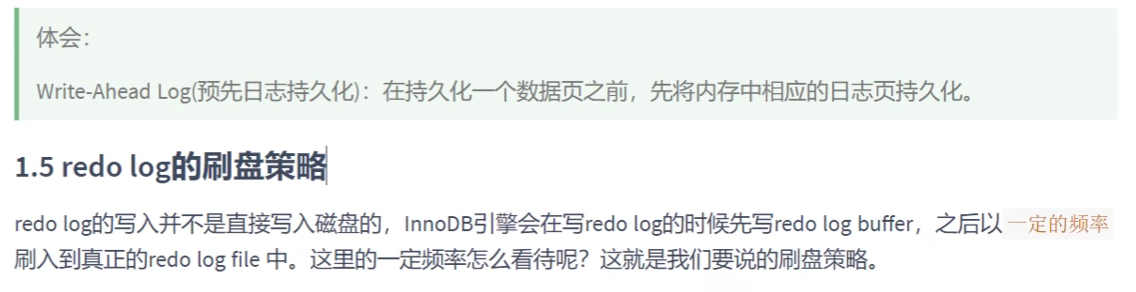 体会：
Write-Ahead Log(预先日志持久化)：在持久化一个数据页之前，先将内存中相应的日志页持久化。
1.5 redo log的刷盘策略
redo log的写入并不是直接写入磁盘的，InnoDB引擎会在写redo log的时候先写redo log buffer，之后以 一定的频率
刷入到真正的redo log file 中。这里的一定频率怎么看待呢？这就是我们要说的刷盘策略。